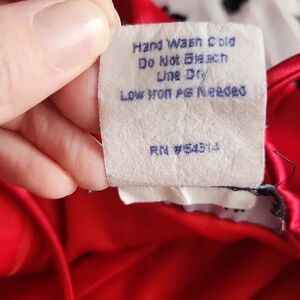 Hand Wash Cold
Do Not Bleach
Line Dry
Low Iron As Needed
RN #54314